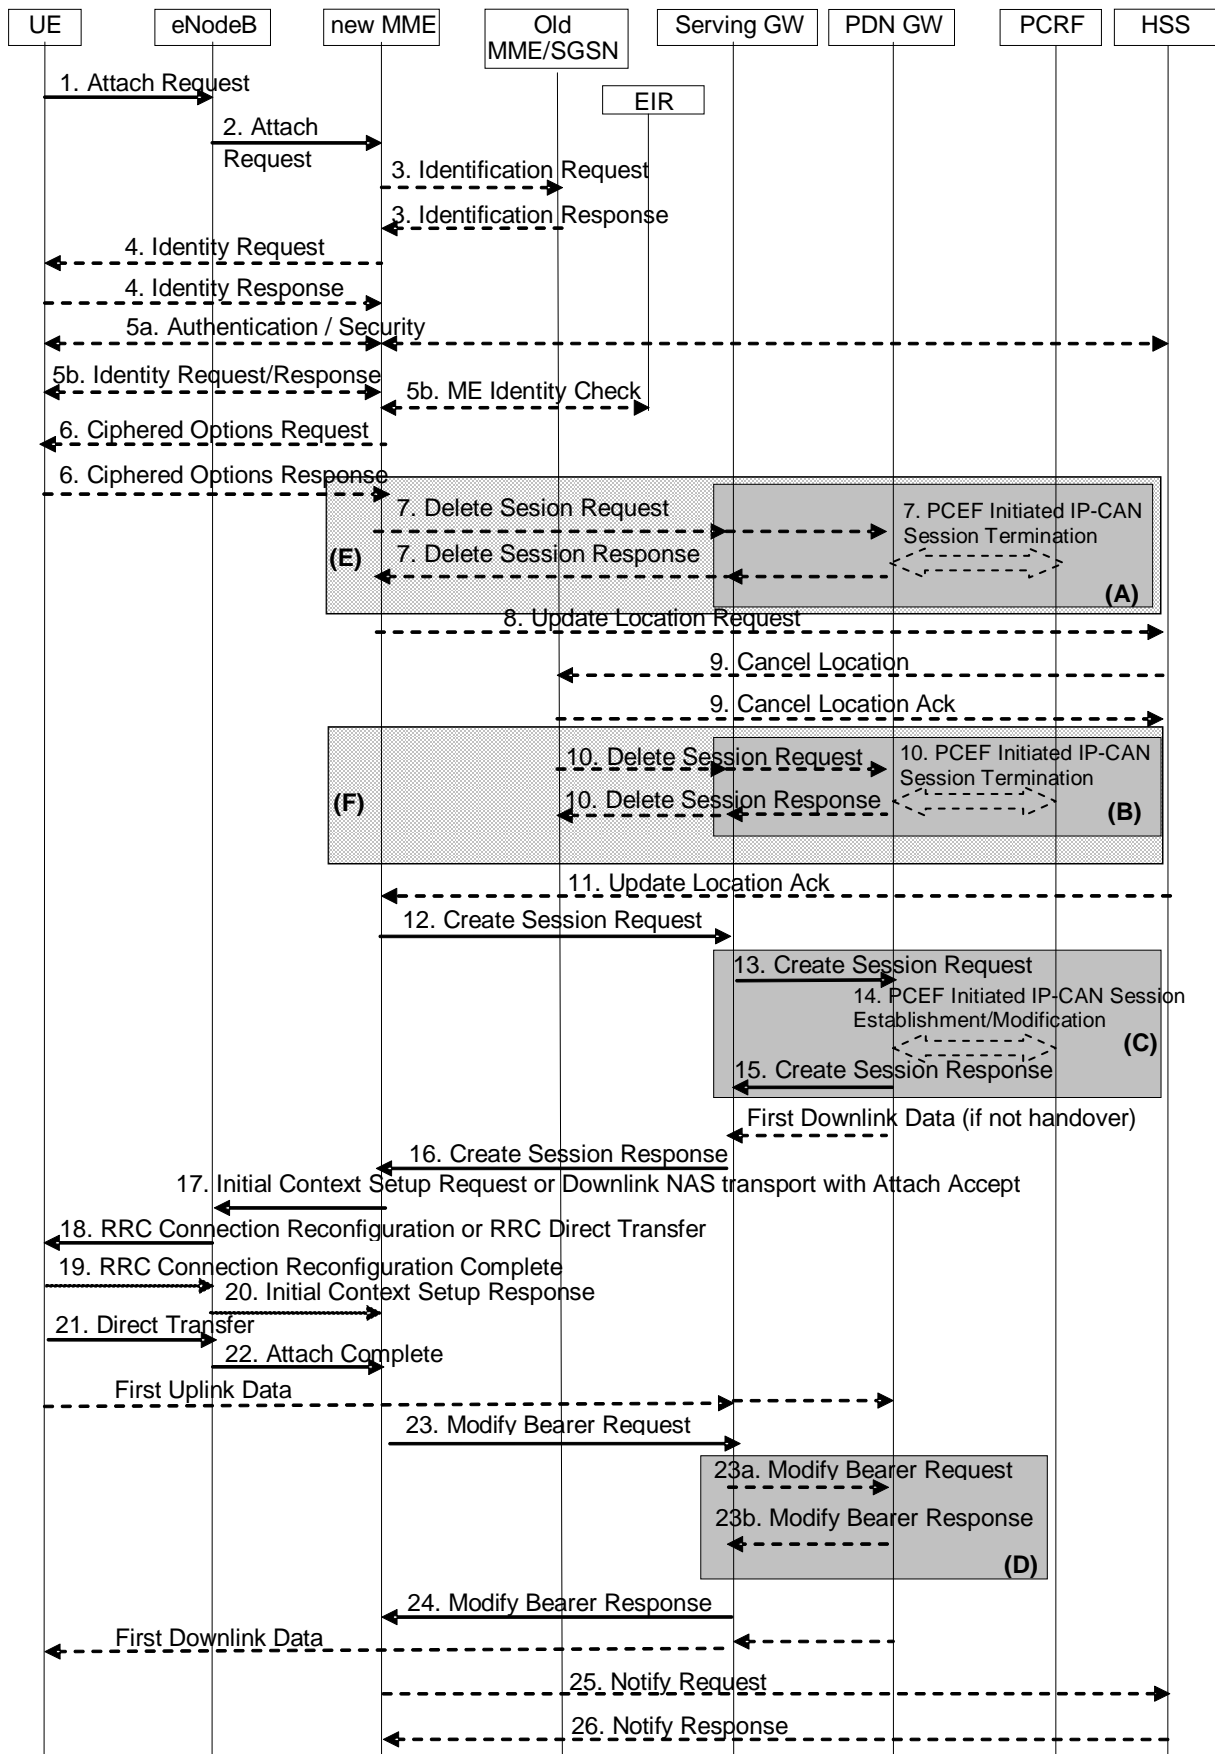 UE
eNodeB
new MME
Old
MME/SGSN
Serving GW
PDN GW
PCRF
HSS
EIR
1. Attach Request
2. Attach
Request
3. Identification Request
3. Identification Response
4. Identity Request
4. Identity Response
5a. Authentication / Security
5b. Identity Request/Response
5b. ME Identity Check
6. Ciphered Options Request
6. Ciphered Options Response
7. Delete Sesion Request
7. PCEF Initiated IP-CAN
Session Termination
(E)
7. Delete Session Response
(A)
8. Update Location Request
9. Cancel Location
9. Cancel Location Ack
10. Delete Session Request
10. PCEF Initiated IP-CAN
Session Termination
(F)
10. Delete Session Response
(B)
11. Update Location Ack
12. Create Session Request
13. Create Session Request
14. PCEF Initiated IP-CAN Session
Establishment/Modification
(C)
15. Create Session Response
First Downlink Data (if not handover)
16. Create Session Response
17. Initial Context Setup Request or Downlink NAS transport with Attach Accept
18. RRC Connection Reconfiguration or RRC Direct Transfer
19. RRC Connection Reconfiguration Complete
20. Initial Context Setup Response
21. Direct Transfer
22. Attach Complete
First Uplink Data
23. Modify Bearer Request
23a. Modify Bearer Request
23b. Modify Bearer Response
(D)
24. Modify Bearer Response
First Downlink Data
25. Notify Request
26. Notify Response